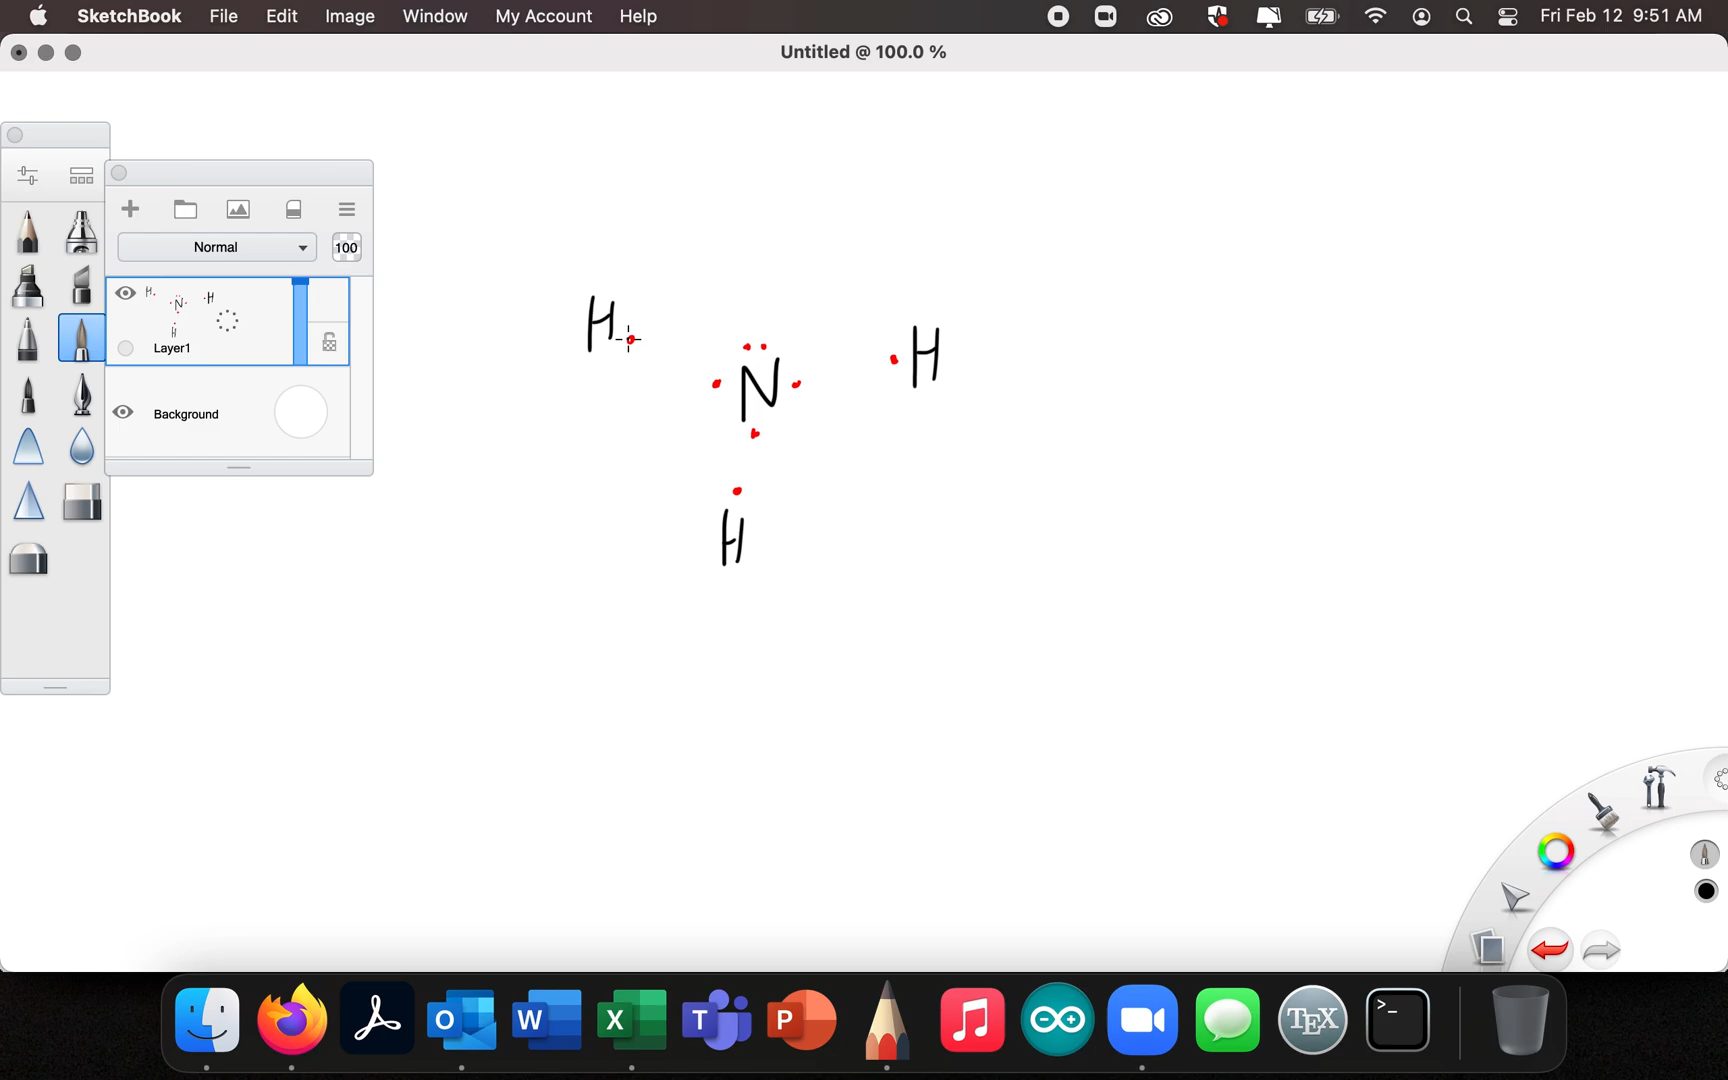 SketchBook File Edit Image Window My Account Help Fri Feb 12 9:51 AM
Untitled @ 100.0 %
Normal 100
H N H
H
Layer1
Background
H
N
H
H
O W X T P TEX >_